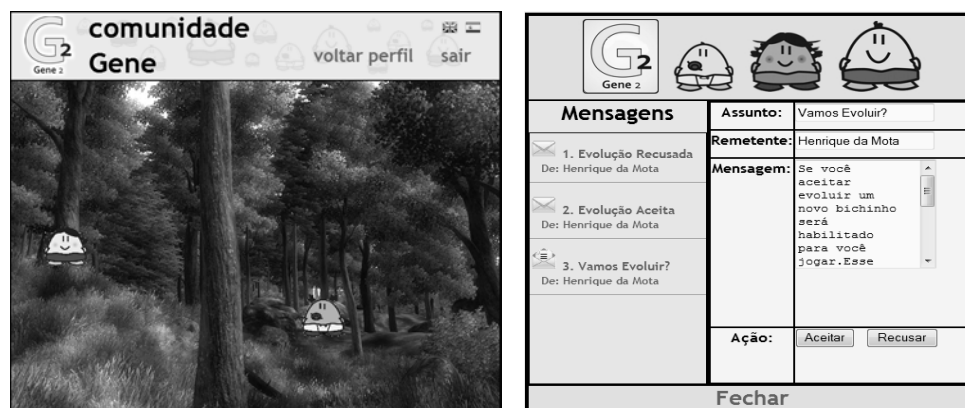 comunidade
Gene
G2
Gene 2
voltar perfil
sair
G2
Gene 2
Mensagens
1. Evolução Recusada
De: Henrique da Mota
2. Evolução Aceita
De: Henrique da Mota
3. Vamos Evoluir?
De: Henrique da Mota
Assunto:
Vamos Evoluir?
Remetente:
Henrique da Mota
Mensagem:
Se você
aceitar
evoluir um
novo bichinho
será
habilitado
para você
jogar.Esse
Ação:
Aceitar
Recusar
Fechar